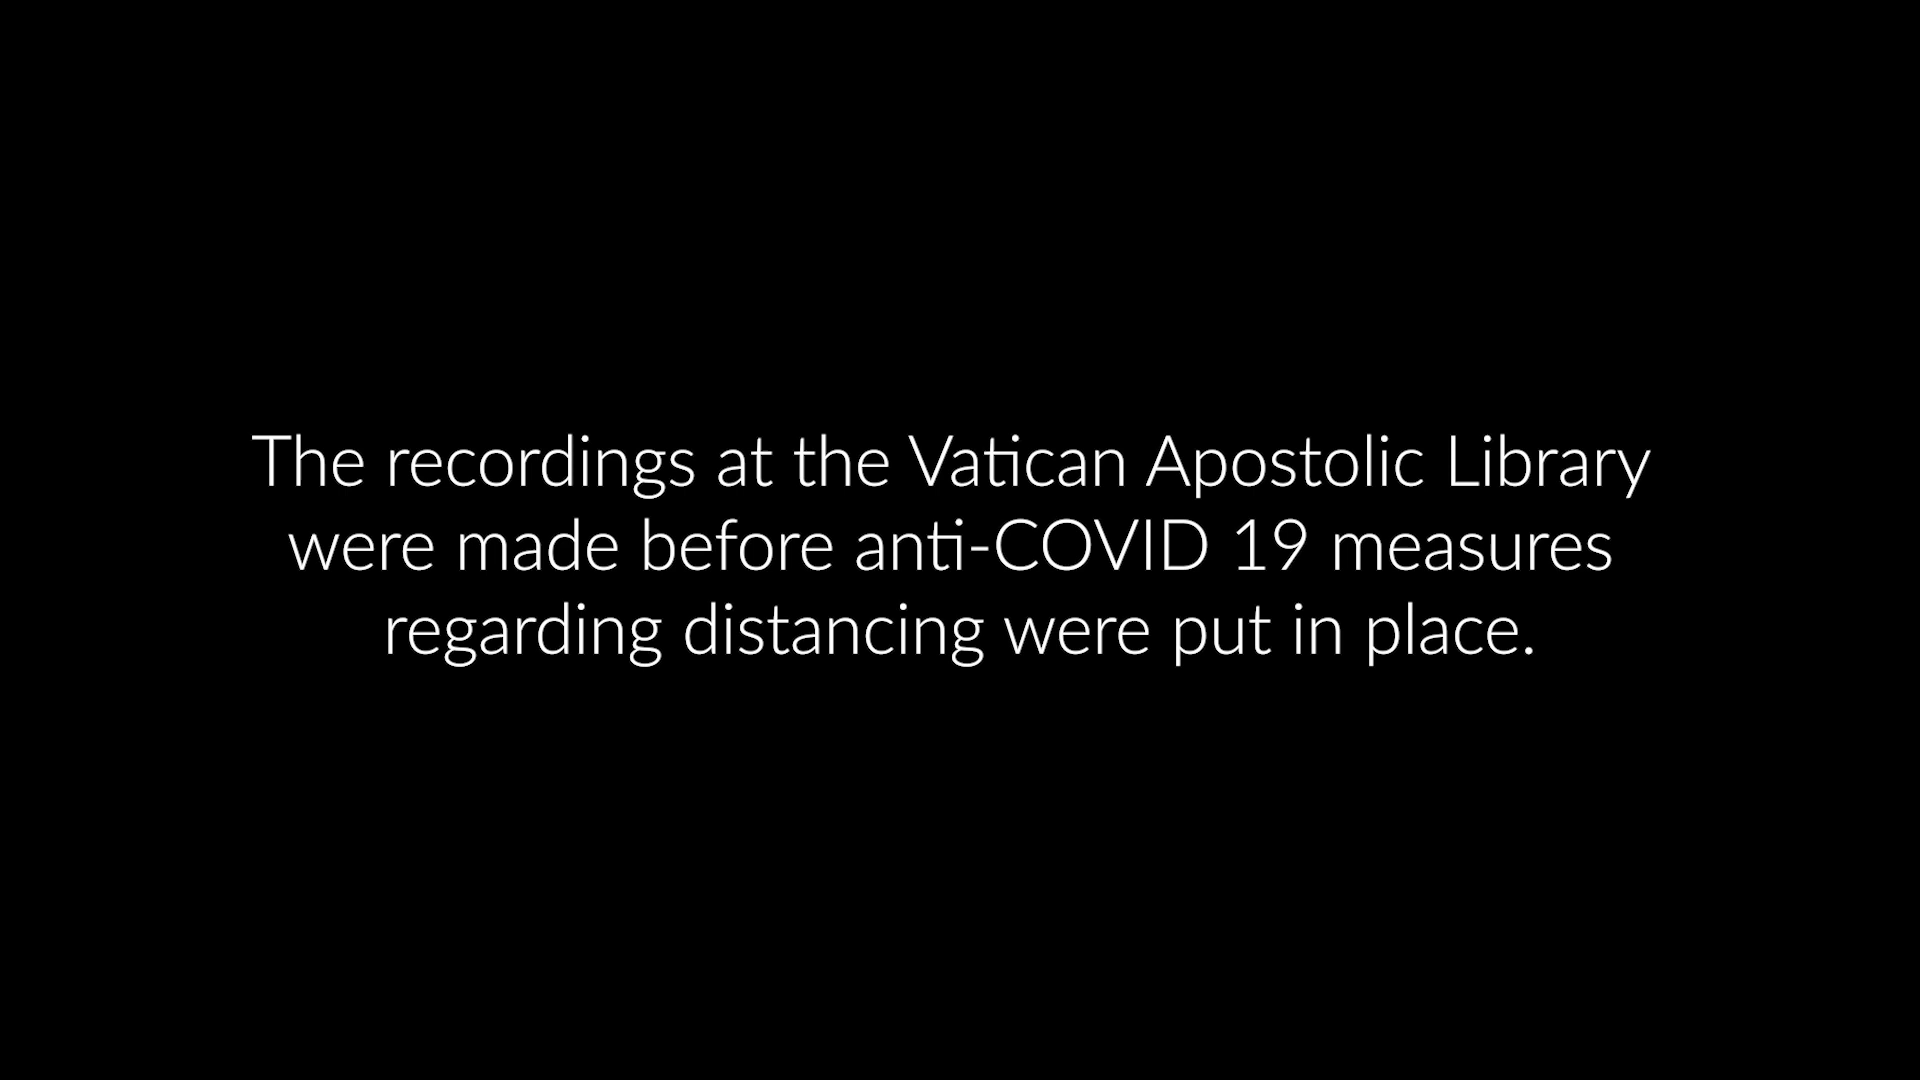 The recordings at the Vatican Apostolic Library
were made before anti-COVID 19 measures
regarding distancing were put in place.